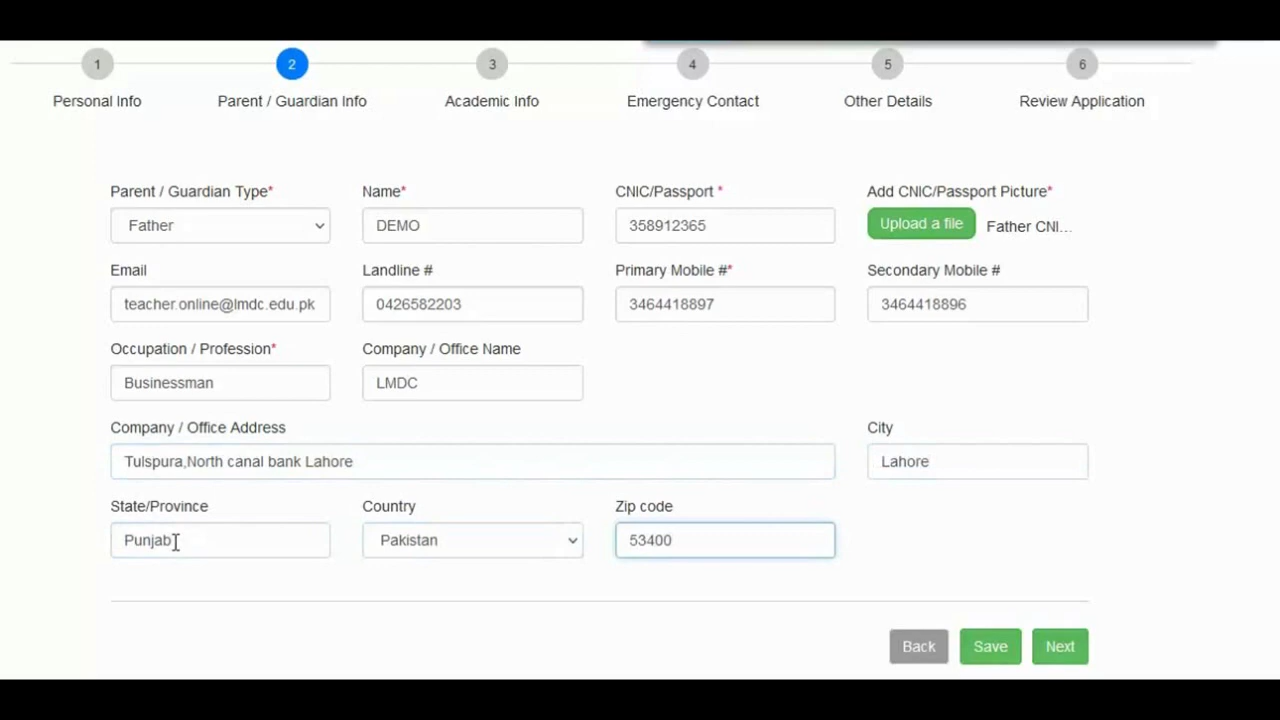 1 2 3 4 5 6
Personal Info Parent / Guardian Info Academic Info Emergency Contact Other Details Review Application
Parent / Guardian Type* Name* CNIC/Passport * Add CNIC/Passport Picture*
Father DEMO 358912365 Upload a file Father CNI...
Email Landline # Primary Mobile #* Secondary Mobile #
teacher.online@lmdc.edu.pk 0426582203 3464418897 3464418896
Occupation / Profession* Company / Office Name
Businessman LMDC
Company / Office Address City
Tulspura,North canal bank Lahore Lahore
State/Province Country Zip code
Punjab Pakistan 53400
Back Save Next